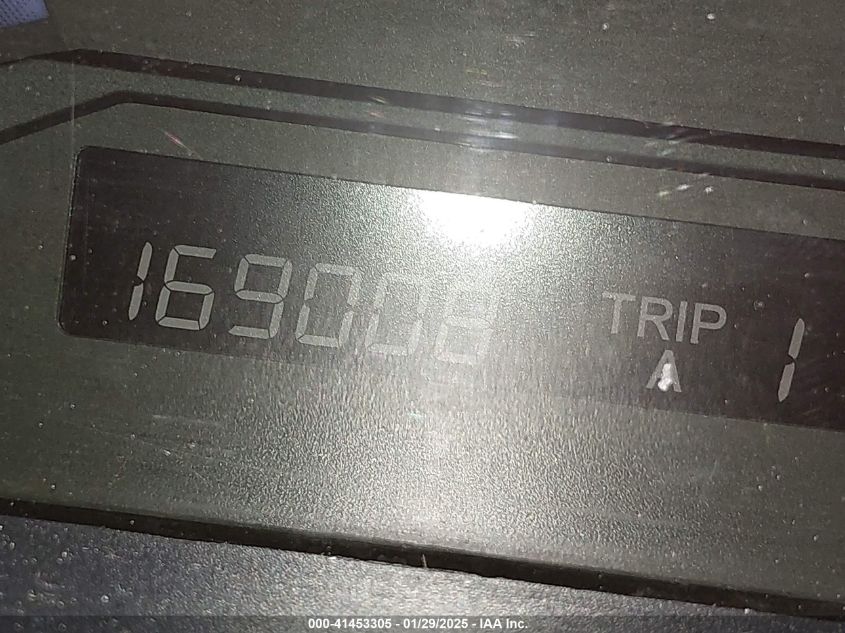 169008 TRIP 1
A
000-41453305 - 01/29/2025 - IAA Inc.